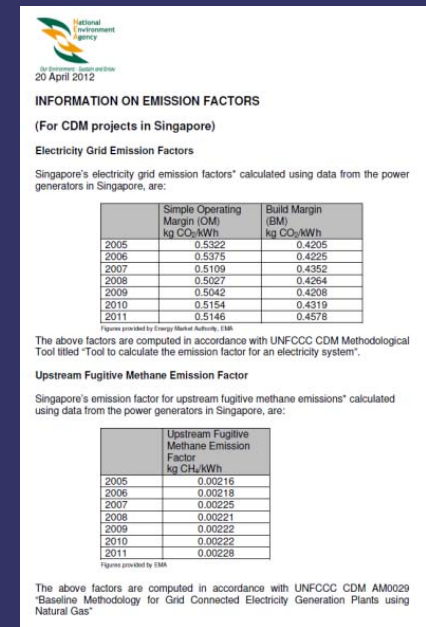 National
Environment
Agency
Our Environment - Sustain and Enjoy
20 April 2012
INFORMATION ON EMISSION FACTORS
(For CDM projects in Singapore)
Electricity Grid Emission Factors
Singapore's electricity grid emission factors* calculated using data from the power
generators in Singapore, are:
Simple Operating Margin (OM) kg CO2/kWh Build Margin (BM) kg CO2/kWh
2005 0.5322 0.4205
2006 0.5375 0.4225
2007 0.5109 0.4352
2008 0.5027 0.4264
2009 0.5042 0.4208
2010 0.5154 0.4319
2011 0.5146 0.4578
Figures provided by Energy Market Authority, EMA
The above factors are computed in accordance with UNFCCC CDM Methodological
Tool titled "Tool to calculate the emission factor for an electricity system".
Upstream Fugitive Methane Emission Factor
Singapore's emission factor for upstream fugitive methane emissions* calculated
using data from the power generators in Singapore, are:
Upstream Fugitive
Methane Emission
Factor
kg CH4/kWh
2005 0.00216
2006 0.00218
2007 0.00225
2008 0.00221
2009 0.00222
2010 0.00222
2011 0.00228
Figures provided by EMA
The above factors are computed in accordance with UNFCCC CDM AM0029
"Baseline Methodology for Grid Connected Electricity Generation Plants using
Natural Gas"